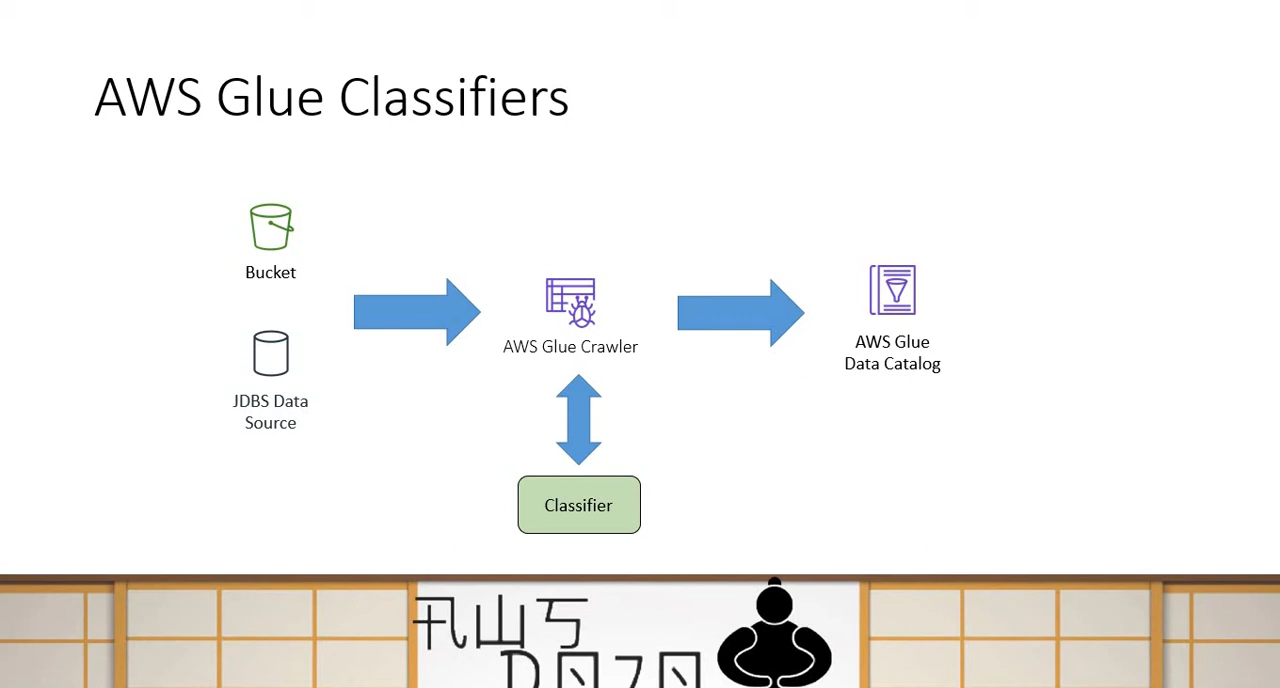 AWS Glue Classifiers
Bucket
JDBS Data
Source
AWS Glue Crawler
AWS Glue
Data Catalog
Classifier